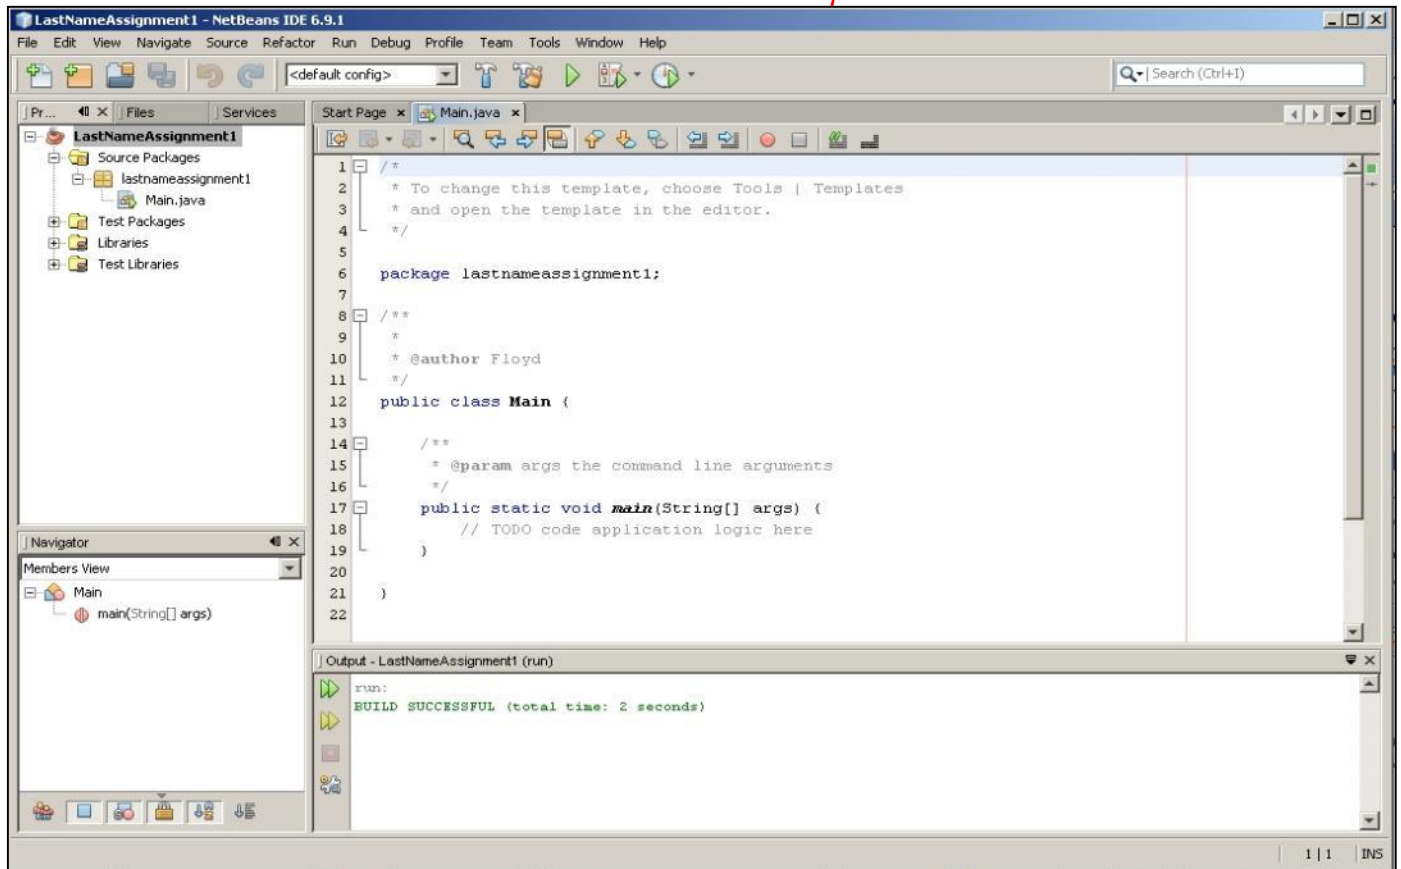 LastNameAssignment1 - NetBeans IDE 6.9.1
File Edit View Navigate Source Refactor Run Debug Profile Team Tools Window Help
<default config>
Search (Ctrl+I)
Pr... Files Services
LastNameAssignment1
Source Packages
lastnameassignment1
Main.java
Test Packages
Libraries
Test Libraries
Start Page Main.java
1 /*
2 * To change this template, choose Tools | Templates
3 * and open the template in the editor.
4 */
5
6 package lastnameassignment1;
7
8 /**
9 *
10 * @author Floyd
11 */
12 public class Main {
13
14 /**
15 * @param args the command line arguments
16 */
17 public static void main(String[] args) {
18 // TODO code application logic here
19 }
20
21 }
22
Navigator
Members View
Main
main(String[] args)
Output - LastNameAssignment1 (run)
run:
BUILD SUCCESSFUL (total time: 2 seconds)
1 | 1 INS